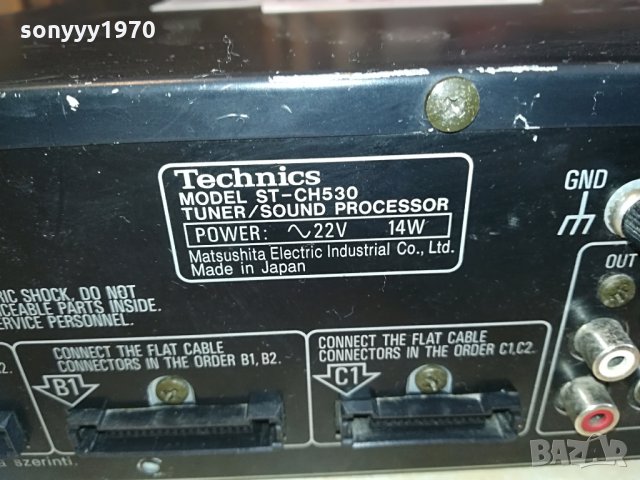 sonyyy1970
Technics
MODEL ST-CH530
TUNER/SOUND PROCESSOR
POWER: ∿22V 14W
Matsushita Electric Industrial Co., Ltd.
Made in Japan
GND
OUT
RIC SHOCK, DO NOT
CEABLE PARTS INSIDE.
SERVICE PERSONNEL.
CONNECT THE FLAT CABLE
CONNECTORS IN THE ORDER B1, B2.
B1
CONNECT THE FLAT CABLE
CONNECTORS IN THE ORDER C1,C2.
C1
szerinti.
BAZAR